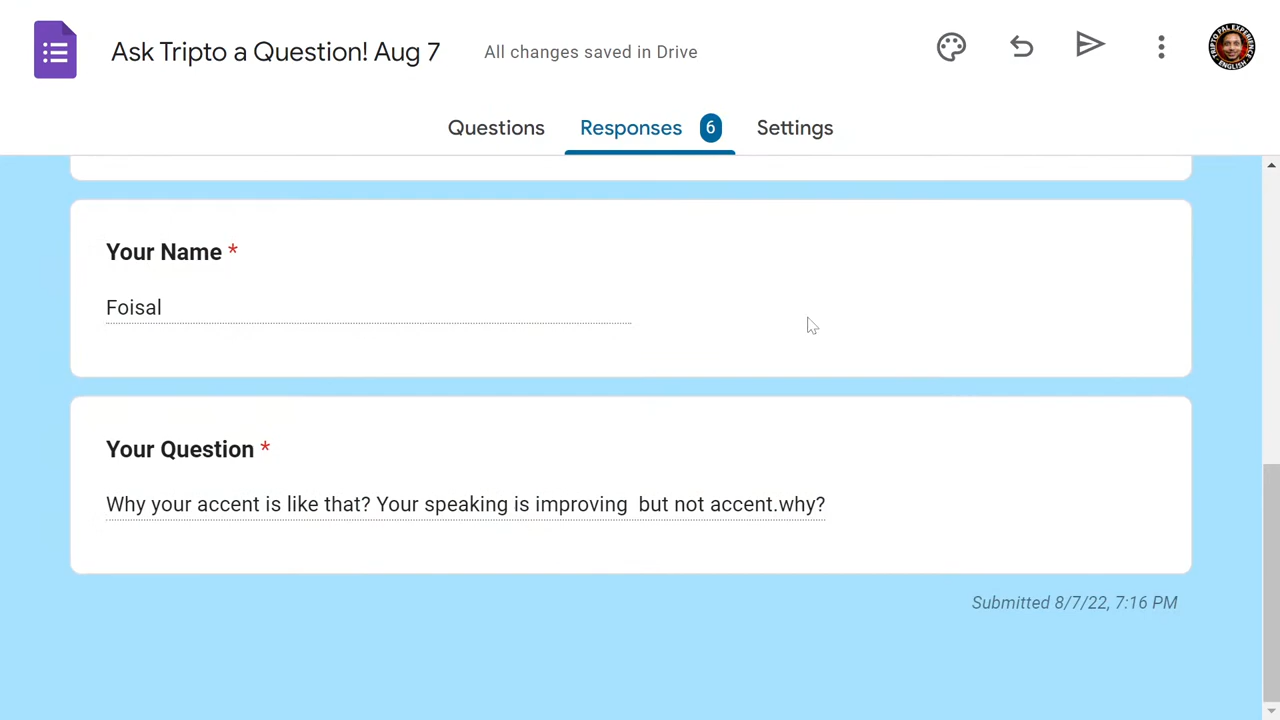 Ask Tripto a Question! Aug 7
All changes saved in Drive
Questions
Responses 6
Settings
Your Name *
Foisal
Your Question *
Why your accent is like that? Your speaking is improving  but not accent.why?
Submitted 8/7/22, 7:16 PM